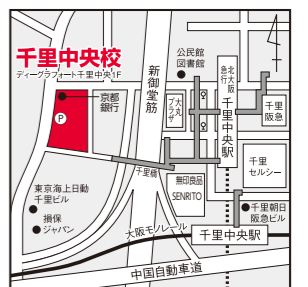 千里中央校
ディーグラフォート千里中央1F
京都
銀行
P
新御堂筋
公民館
図書館
大丸
プラザ
北大阪
急行
千里中央駅
千里
阪急
千里
セルシー
千里橋
無印良品
SENRITO
東京海上日動
千里ビル
損保
ジャパン
千里朝日
阪急ビル
大阪モノレール
千里中央駅
中国自動車道